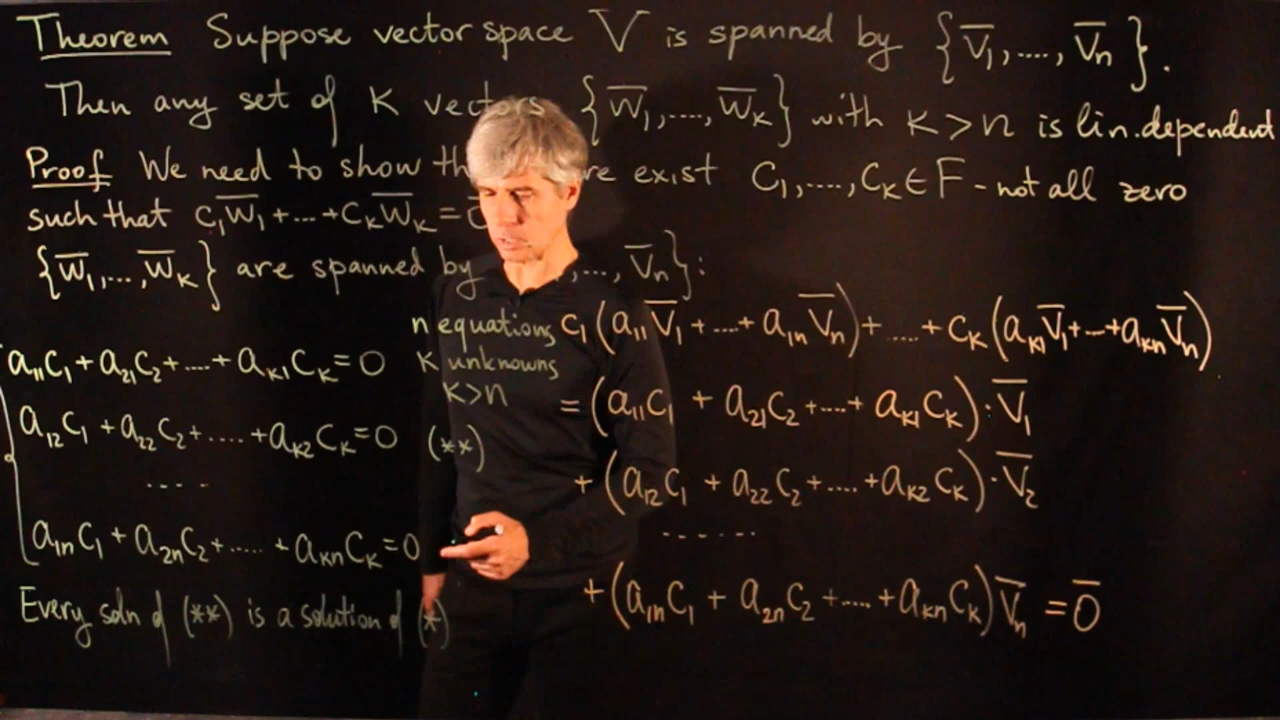 Theorem Suppose vector space V is spanned by {v̅₁,....,v̅ₙ}.
Then any set of K vectors {w̅₁,....,w̅ₖ} with K>n is lin.dependent
Proof We need to show th re exist C₁,....,Cₖ∈F - not all zero
such that c₁w̅₁+...+cₖw̅ₖ=
{w̅₁,...,w̅ₖ} are spanned by ..., v̅ₙ}:
n equations
K unknowns
K>n
a₁₁C₁+a₂₁C₂+....+aₖ₁Cₖ=0
a₁₂C₁+a₂₂C₂+....+aₖ₂Cₖ=0 (**)
.....
a₁ₙC₁+a₂ₙC₂+.....+aₖₙCₖ=0
Every soln of (**) is a solution of (*)
c₁(a₁₁v̅₁+...+a₁ₙv̅ₙ)+....+cₖ(aₖ₁v̅₁+...+aₖₙv̅ₙ)
=(a₁₁C₁+a₂₁C₂+....+aₖ₁Cₖ)·v̅₁
+(a₁₂C₁+a₂₂C₂+....+aₖ₂Cₖ)·v̅₂
.......
+(a₁ₙC₁+a₂ₙC₂+....+aₖₙCₖ)v̅ₙ=0̅